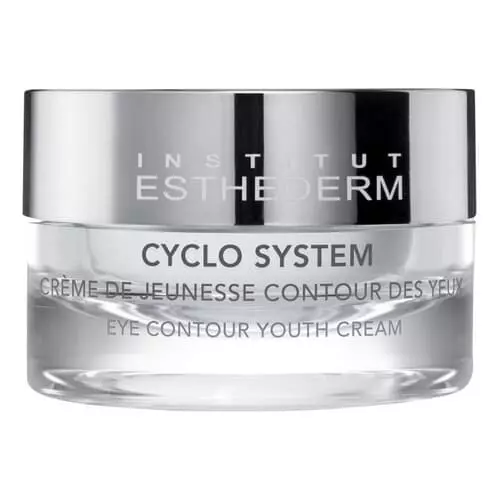 INSTITUT
ESTHEDERM
CYCLO SYSTEM
CRÈME DE JEUNESSE CONTOUR DES YEUX
EYE CONTOUR YOUTH CREAM